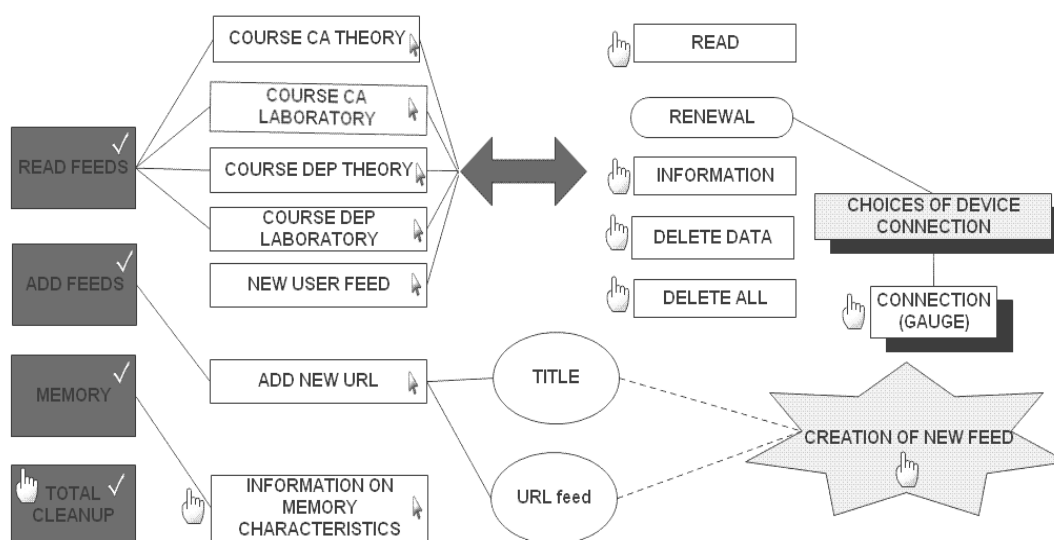 COURSE CA THEORY
COURSE CA
LABORATORY
COURSE DEP THEORY
COURSE DEP
LABORATORY
NEW USER FEED
READ FEEDS
ADD FEEDS
MEMORY
TOTAL
CLEANUP
ADD NEW URL
INFORMATION ON
MEMORY
CHARACTERISTICS
READ
RENEWAL
INFORMATION
DELETE DATA
DELETE ALL
CHOICES OF DEVICE
CONNECTION
CONNECTION
(GAUGE)
TITLE
URL feed
CREATION OF NEW FEED